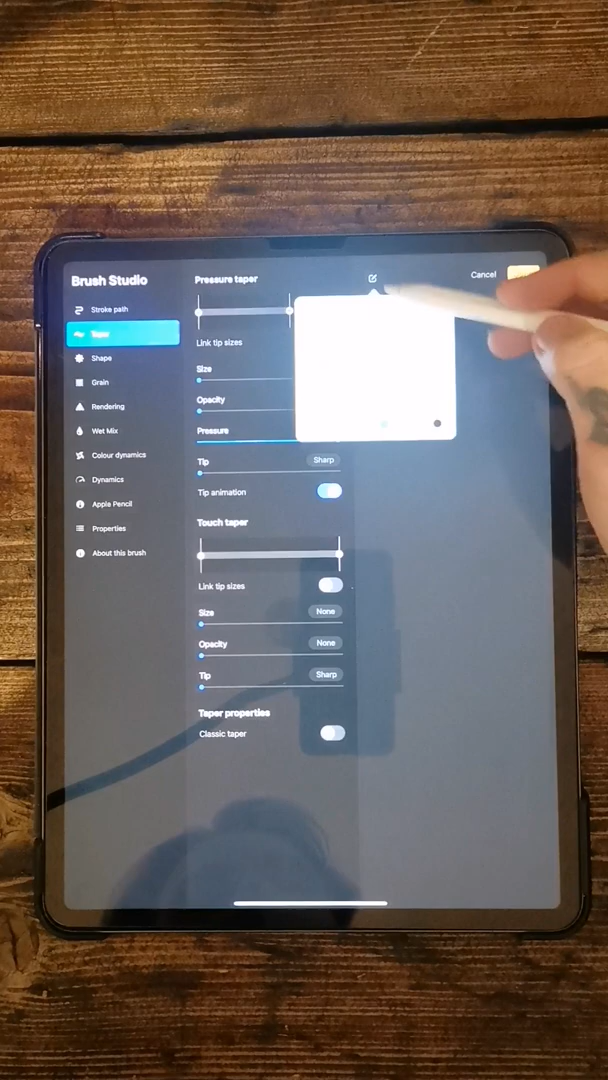 Brush Studio
Pressure taper
Cancel
Stroke path
Taper
Shape
Grain
Rendering
Wet Mix
Colour dynamics
Dynamics
Apple Pencil
Properties
About this brush
Link tip sizes
Size
Opacity
Pressure
Tip
Sharp
Tip animation
Touch taper
Link tip sizes
Size
None
Opacity
None
Tip
Sharp
Taper properties
Classic taper